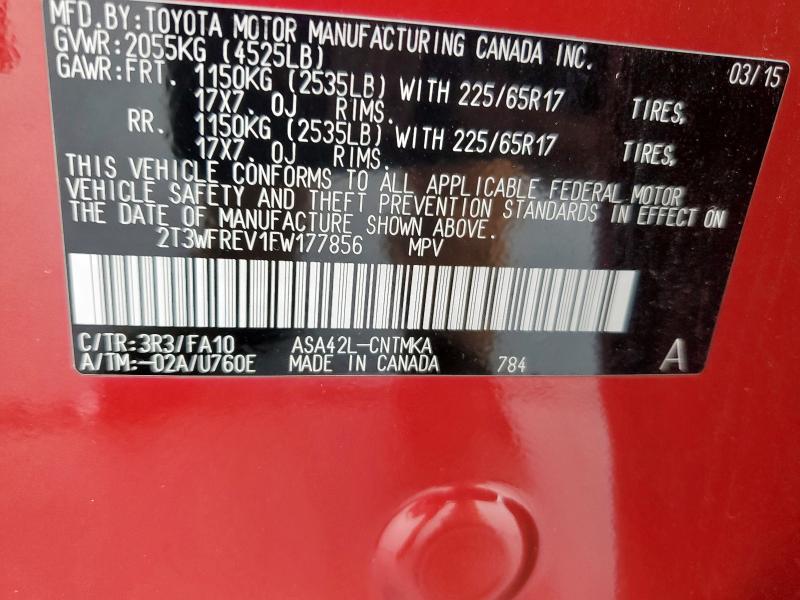 MFD.BY:TOYOTA MOTOR MANUFACTURING CANADA INC.
GVWR:2055KG (4525LB) 03/15
GAWR:FRT. 1150KG (2535LB) WITH 225/65R17 TIRES.
17X7. 0J RIMS.
RR. 1150KG (2535LB) WITH 225/65R17 TIRES.
17X7. 0J RIMS.
THIS VEHICLE CONFORMS TO ALL APPLICABLE FEDERAL MOTOR
VEHICLE SAFETY AND THEFT PREVENTION STANDARDS IN EFFECT ON
THE DATE OF MANUFACTURE SHOWN ABOVE.
2T3WFREV1FW177856 MPV
C/TR:3R3/FA10 ASA42L-CNTMKA A
A/TM:-02A/U760E MADE IN CANADA 784